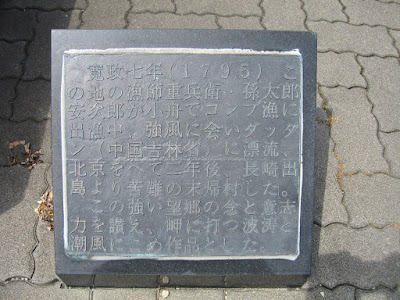 寛政七年(1795)こ
の地の漁師重兵衛・孫太郎
安次郎が小舟でコンブ漁に
出漁中、強風に会いダッタ
ン(中国吉林省)に漂流、
北京をへて二年後、長崎出
島より苦難の末帰村した。
この強い望郷の念と意志
力を讃え、岬に打つ波涛と
潮風にこめ作品とした。